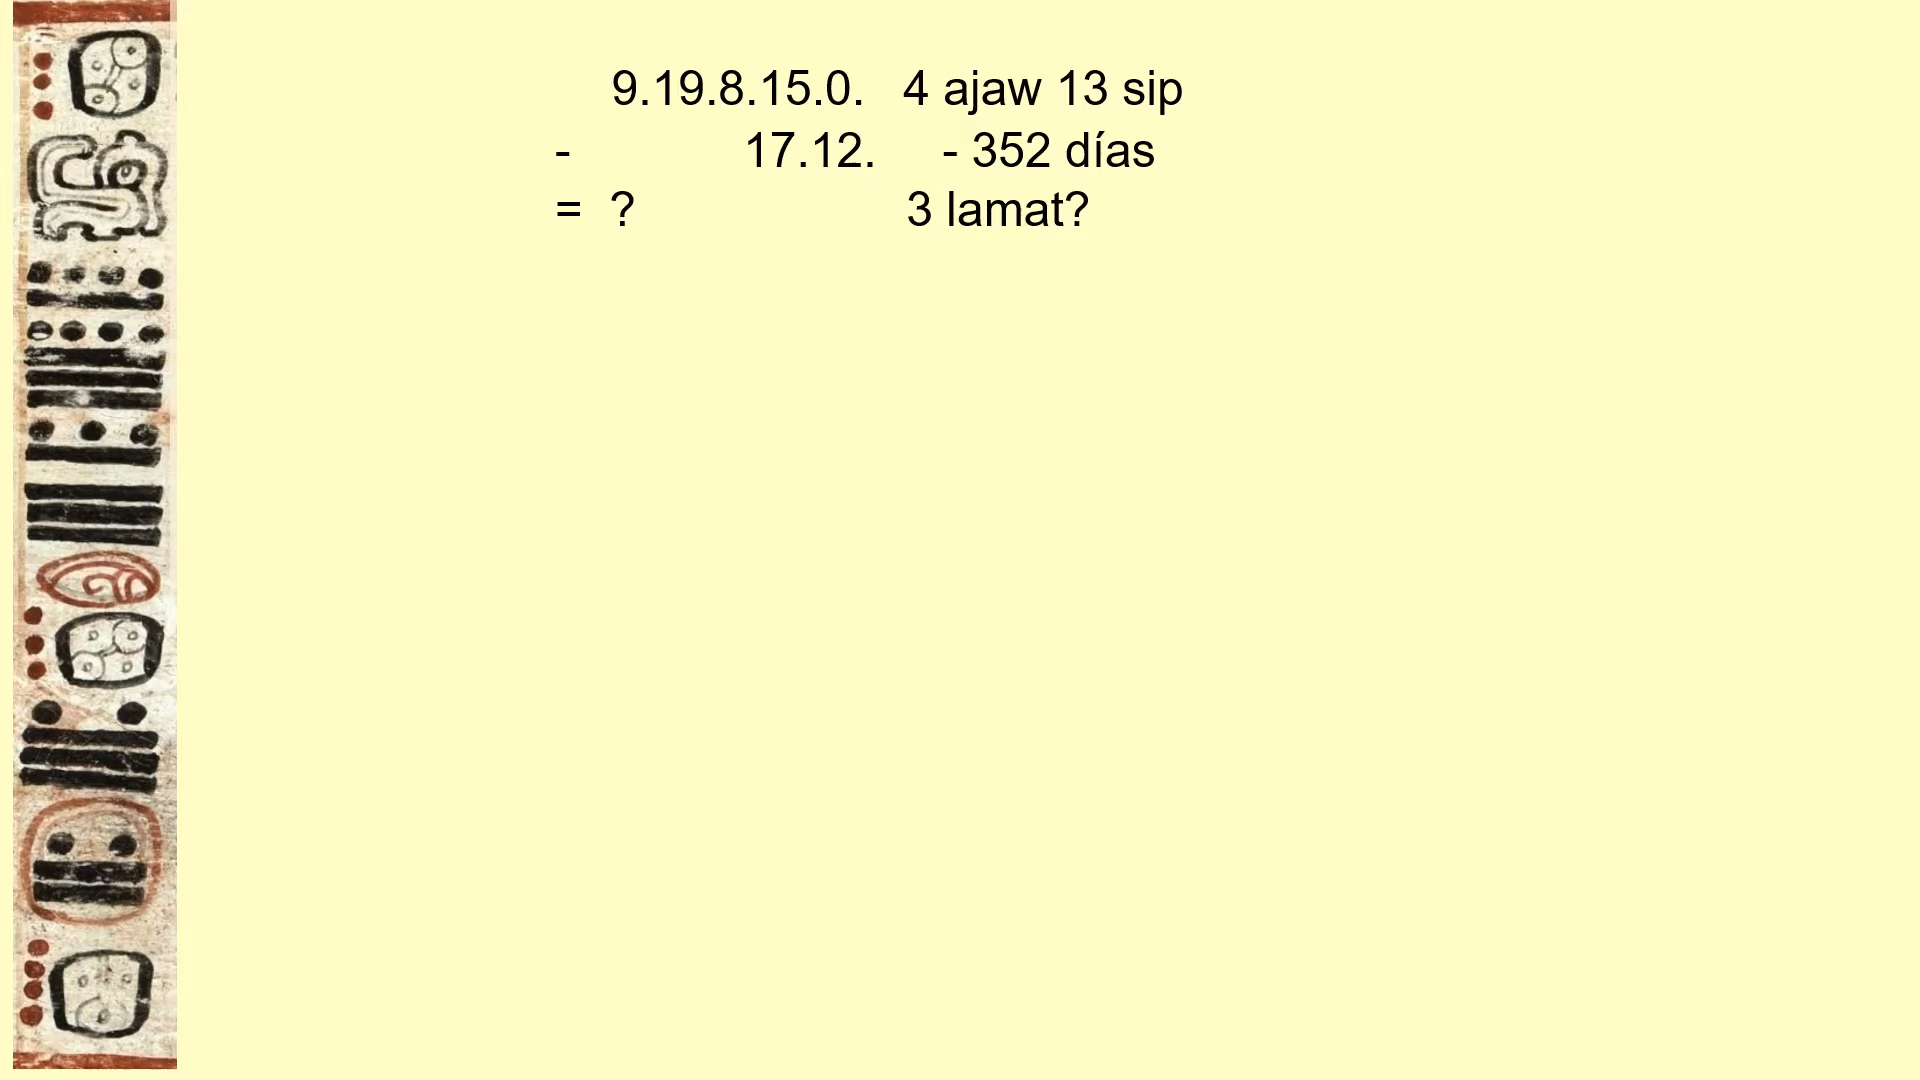 9.19.8.15.0. 4 ajaw 13 sip
- 17.12. - 352 días
= ? 3 lamat?